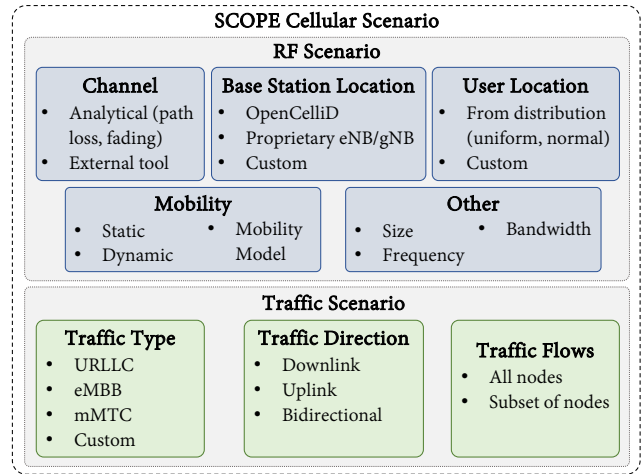 SCOPE Cellular Scenario
RF Scenario
Channel
• Analytical (path
loss, fading)
• External tool
Base Station Location
• OpenCelliD
• Proprietary eNB/gNB
• Custom
User Location
• From distribution
(uniform, normal)
• Custom
Mobility
• Static
• Dynamic
• Mobility
Model
Other
• Size
• Frequency
• Bandwidth
Traffic Scenario
Traffic Type
• URLLC
• eMBB
• mMTC
• Custom
Traffic Direction
• Downlink
• Uplink
• Bidirectional
Traffic Flows
• All nodes
• Subset of nodes